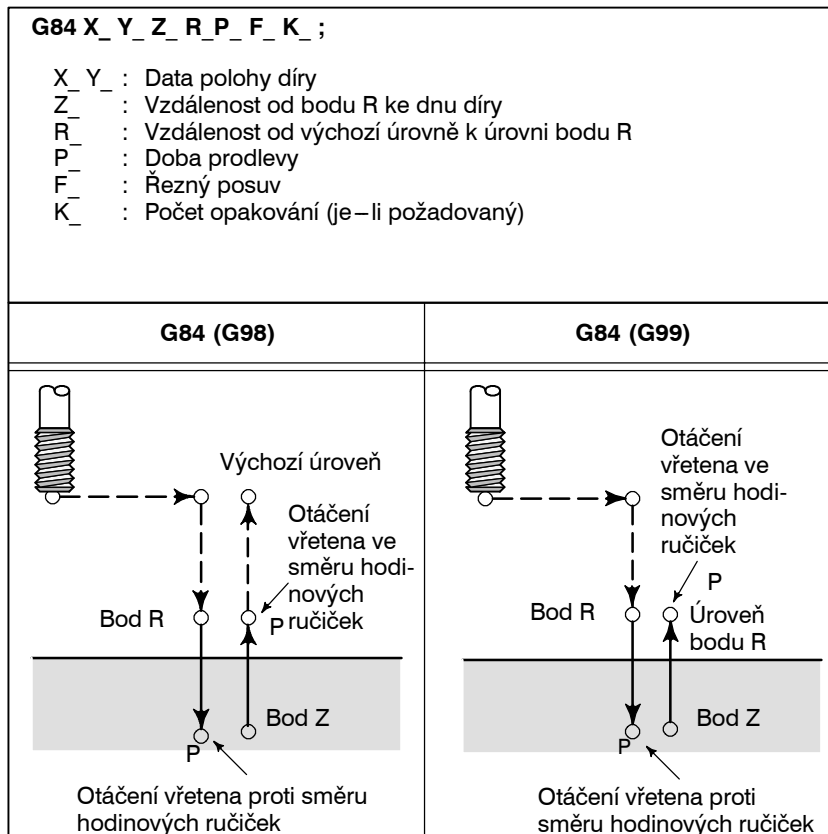 G84 X_ Y_ Z_ R_P_ F_ K_ ;
X_ Y_ : Data polohy díry
Z_ : Vzdálenost od bodu R ke dnu díry
R_ : Vzdálenost od výchozí úrovně k úrovni bodu R
P_ : Doba prodlevy
F_ : Řezný posuv
K_ : Počet opakování (je–li požadovaný)
G84 (G98)
Výchozí úroveň
Otáčení
vřetena ve
směru hodi-
nových
ručiček
Bod R
P
Bod Z
P
Otáčení vřetena proti směru
hodinových ručiček
G84 (G99)
Otáčení
vřetena ve
směru hodi-
nových
ručiček
P
Bod R
Úroveň
bodu R
Bod Z
P
Otáčení vřetena proti
směru hodinových ručiček